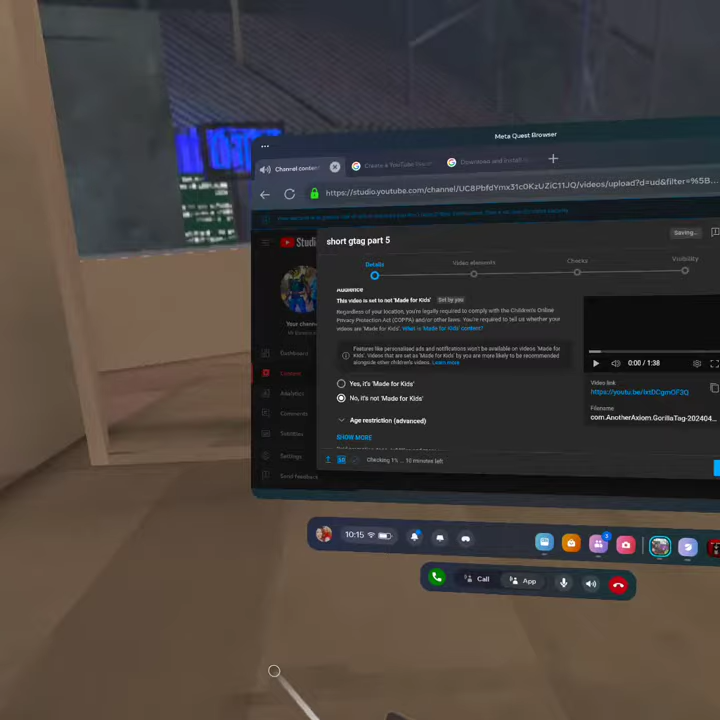 Meta Quest Browser
Channel content
Create a YouTube
Download and install
https://studio.youtube.com/channel/
/videos/upload?d=ud&filter=%5B...
Studi
short gtag part 5
Saving...
Details
Video elements
Checks
Visibility
Audience
This video is set to not 'Made for Kids' Set by you
Regardless of your location, you're legally required to comply with the Children's Online
Privacy Protection Act (COPPA) and/or other laws. You're required to tell us whether your
videos are 'Made for Kids'. What is 'Made for Kids' content?
Features like personalised ads and notifications won't be available on videos 'Made for
Kids'. Videos that are set as 'Made for Kids' by you are more likely to be recommended
alongside other children's videos. Learn more
Yes, it's 'Made for Kids'
No, it's not 'Made for Kids'
Age restriction (advanced)
SHOW MORE
Checking 1% ... 10 minutes left
0:00 / 1:38
Video link
Filename
com.AnotherAxiom.GorillaTag-202404...
Your chann
Dashboard
Content
Analytics
Comments
Subtitles
Settings
Send feedback
10:15
3
Call
App